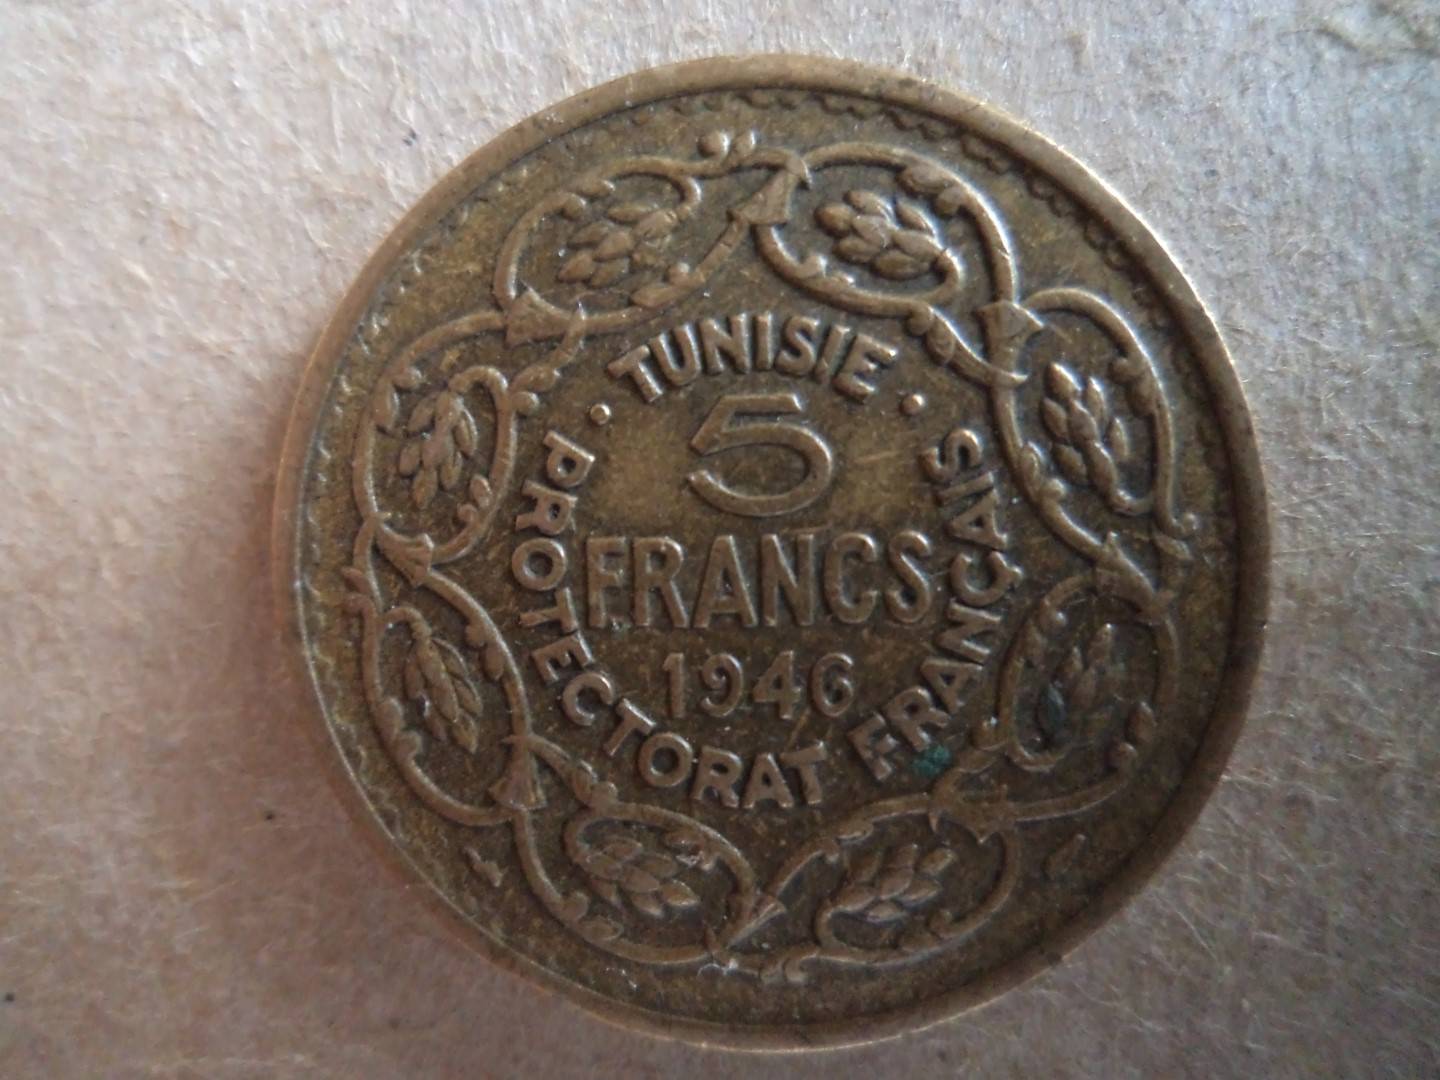 · TUNISIE ·
5
FRANCS
1946
PROTECTORAT FRANÇAIS